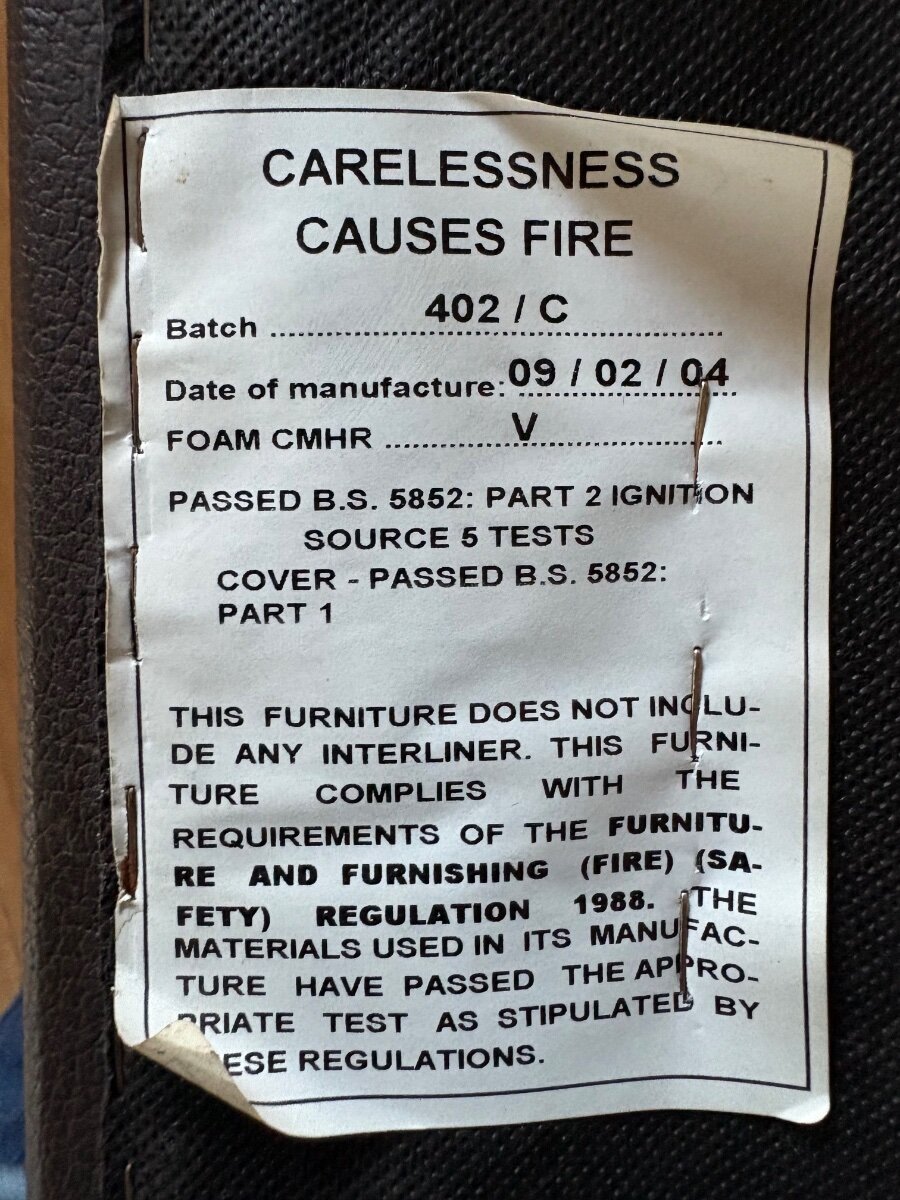 CARELESSNESS
CAUSES FIRE
Batch ........................ 402 / C
Date of manufacture: 09 / 02 / 04
FOAM CMHR ........................ V
PASSED B.S. 5852: PART 2 IGNITION
SOURCE 5 TESTS
COVER - PASSED B.S. 5852:
PART 1
THIS FURNITURE DOES NOT INCLU-
DE ANY INTERLINER. THIS FURNI-
TURE COMPLIES WITH THE
REQUIREMENTS OF THE FURNITU-
RE AND FURNISHING (FIRE) (SA-
FETY) REGULATION 1988. THE
MATERIALS USED IN ITS MANUFAC-
TURE HAVE PASSED THE APPRO-
PRIATE TEST AS STIPULATED BY
ESE REGULATIONS.